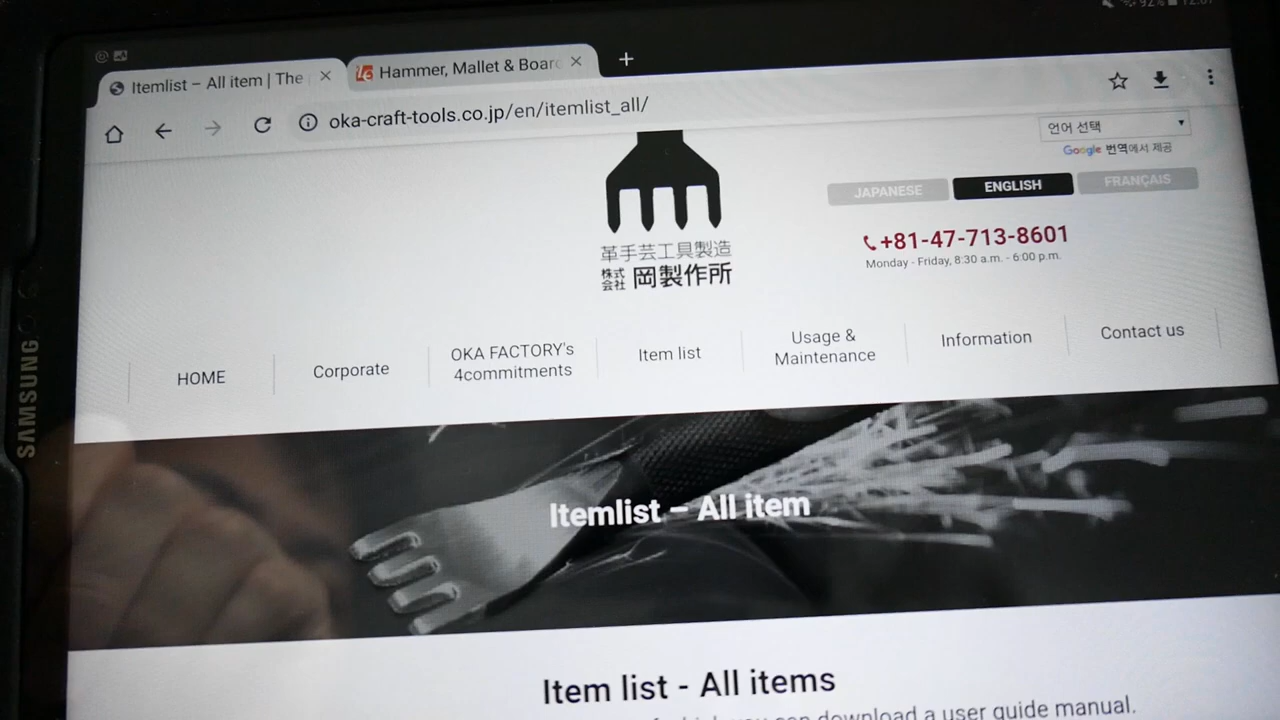 92%
Itemlist – All item | The
Hammer, Mallet & Board
oka-craft-tools.co.jp/en/itemlist_all/
언어 선택
Google 번역에서 제공
JAPANESE
ENGLISH
FRANÇAIS
革手芸工具製造
株式会社 岡製作所
+81-47-713-8601
Monday - Friday, 8:30 a.m. - 6:00 p.m.
HOME
Corporate
OKA FACTORY's
4commitments
Item list
Usage &
Maintenance
Information
Contact us
SAMSUNG
Itemlist – All item
Item list - All items
you can download a user guide manual.